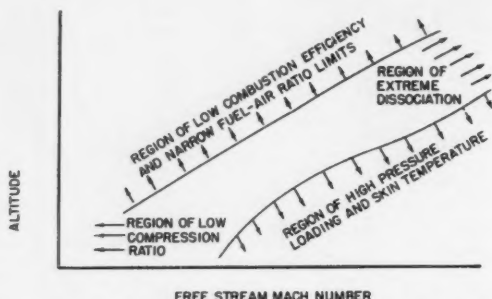 REGION OF LOW COMBUSTION EFFICIENCY
AND NARROW FUEL-AIR RATIO LIMITS
REGION OF
EXTREME
DISSOCIATION
REGION OF HIGH PRESSURE
LOADING AND SKIN TEMPERATURE
REGION OF LOW
COMPRESSION
RATIO
ALTITUDE
FREE STREAM MACH NUMBER